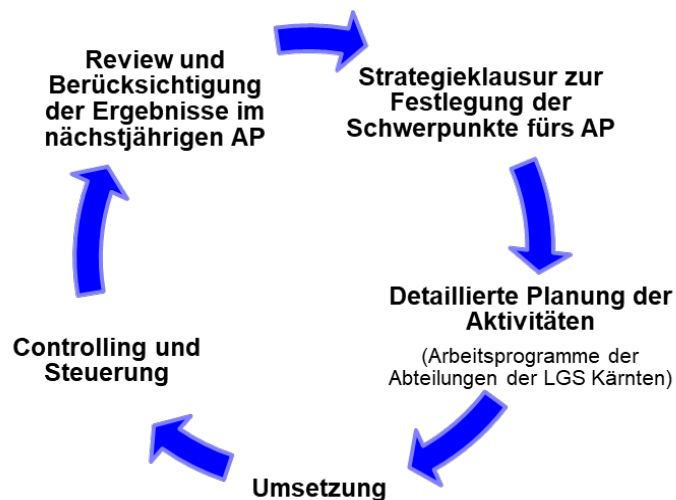 Review und
Berücksichtigung
der Ergebnisse im
nächstjährigen AP
Strategieklausur zur
Festlegung der
Schwerpunkte fürs AP
Detaillierte Planung der
Aktivitäten
(Arbeitsprogramme der
Abteilungen der LGS Kärnten)
Umsetzung
Controlling und
Steuerung